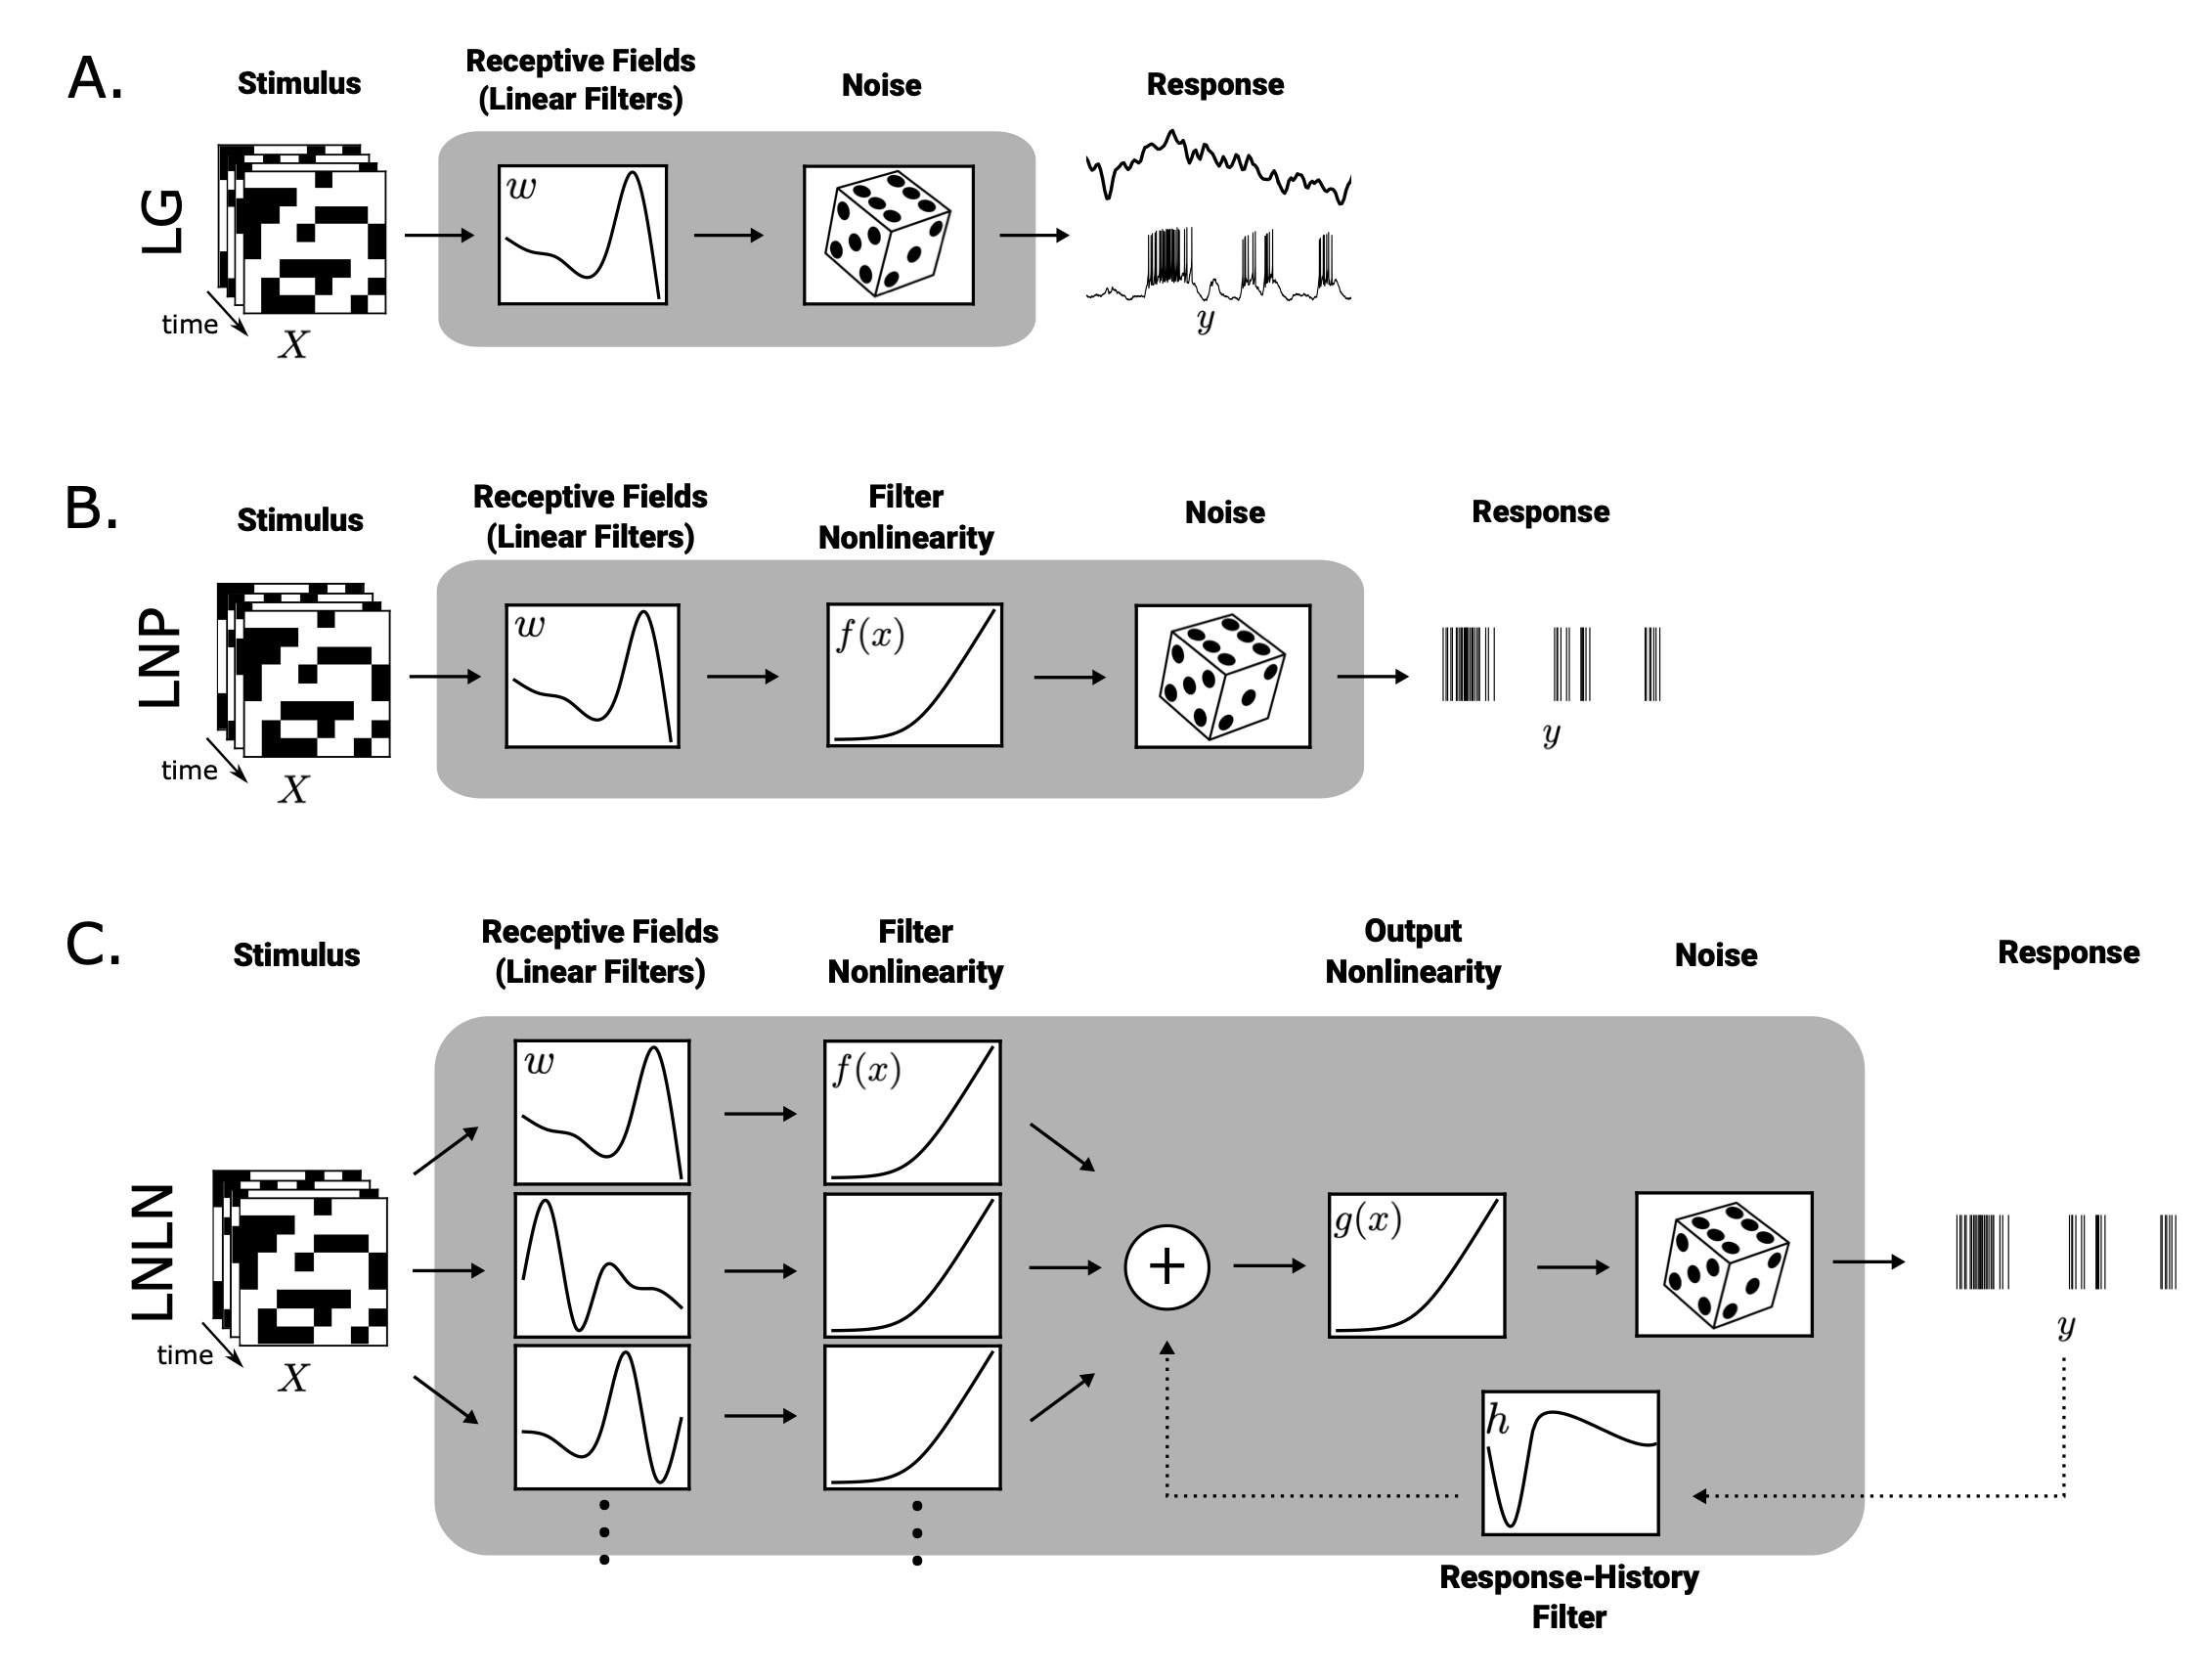 A.
Stimulus
Receptive Fields
(Linear Filters)
Noise
Response
LG
w
time
X
y
B.
Stimulus
Receptive Fields
(Linear Filters)
Filter
Nonlinearity
Noise
Response
LNP
w
f(x)
time
X
y
C.
Stimulus
Receptive Fields
(Linear Filters)
Filter
Nonlinearity
Output
Nonlinearity
Noise
Response
LNLN
w
f(x)
+
g(x)
time
X
y
h
Response-History
Filter